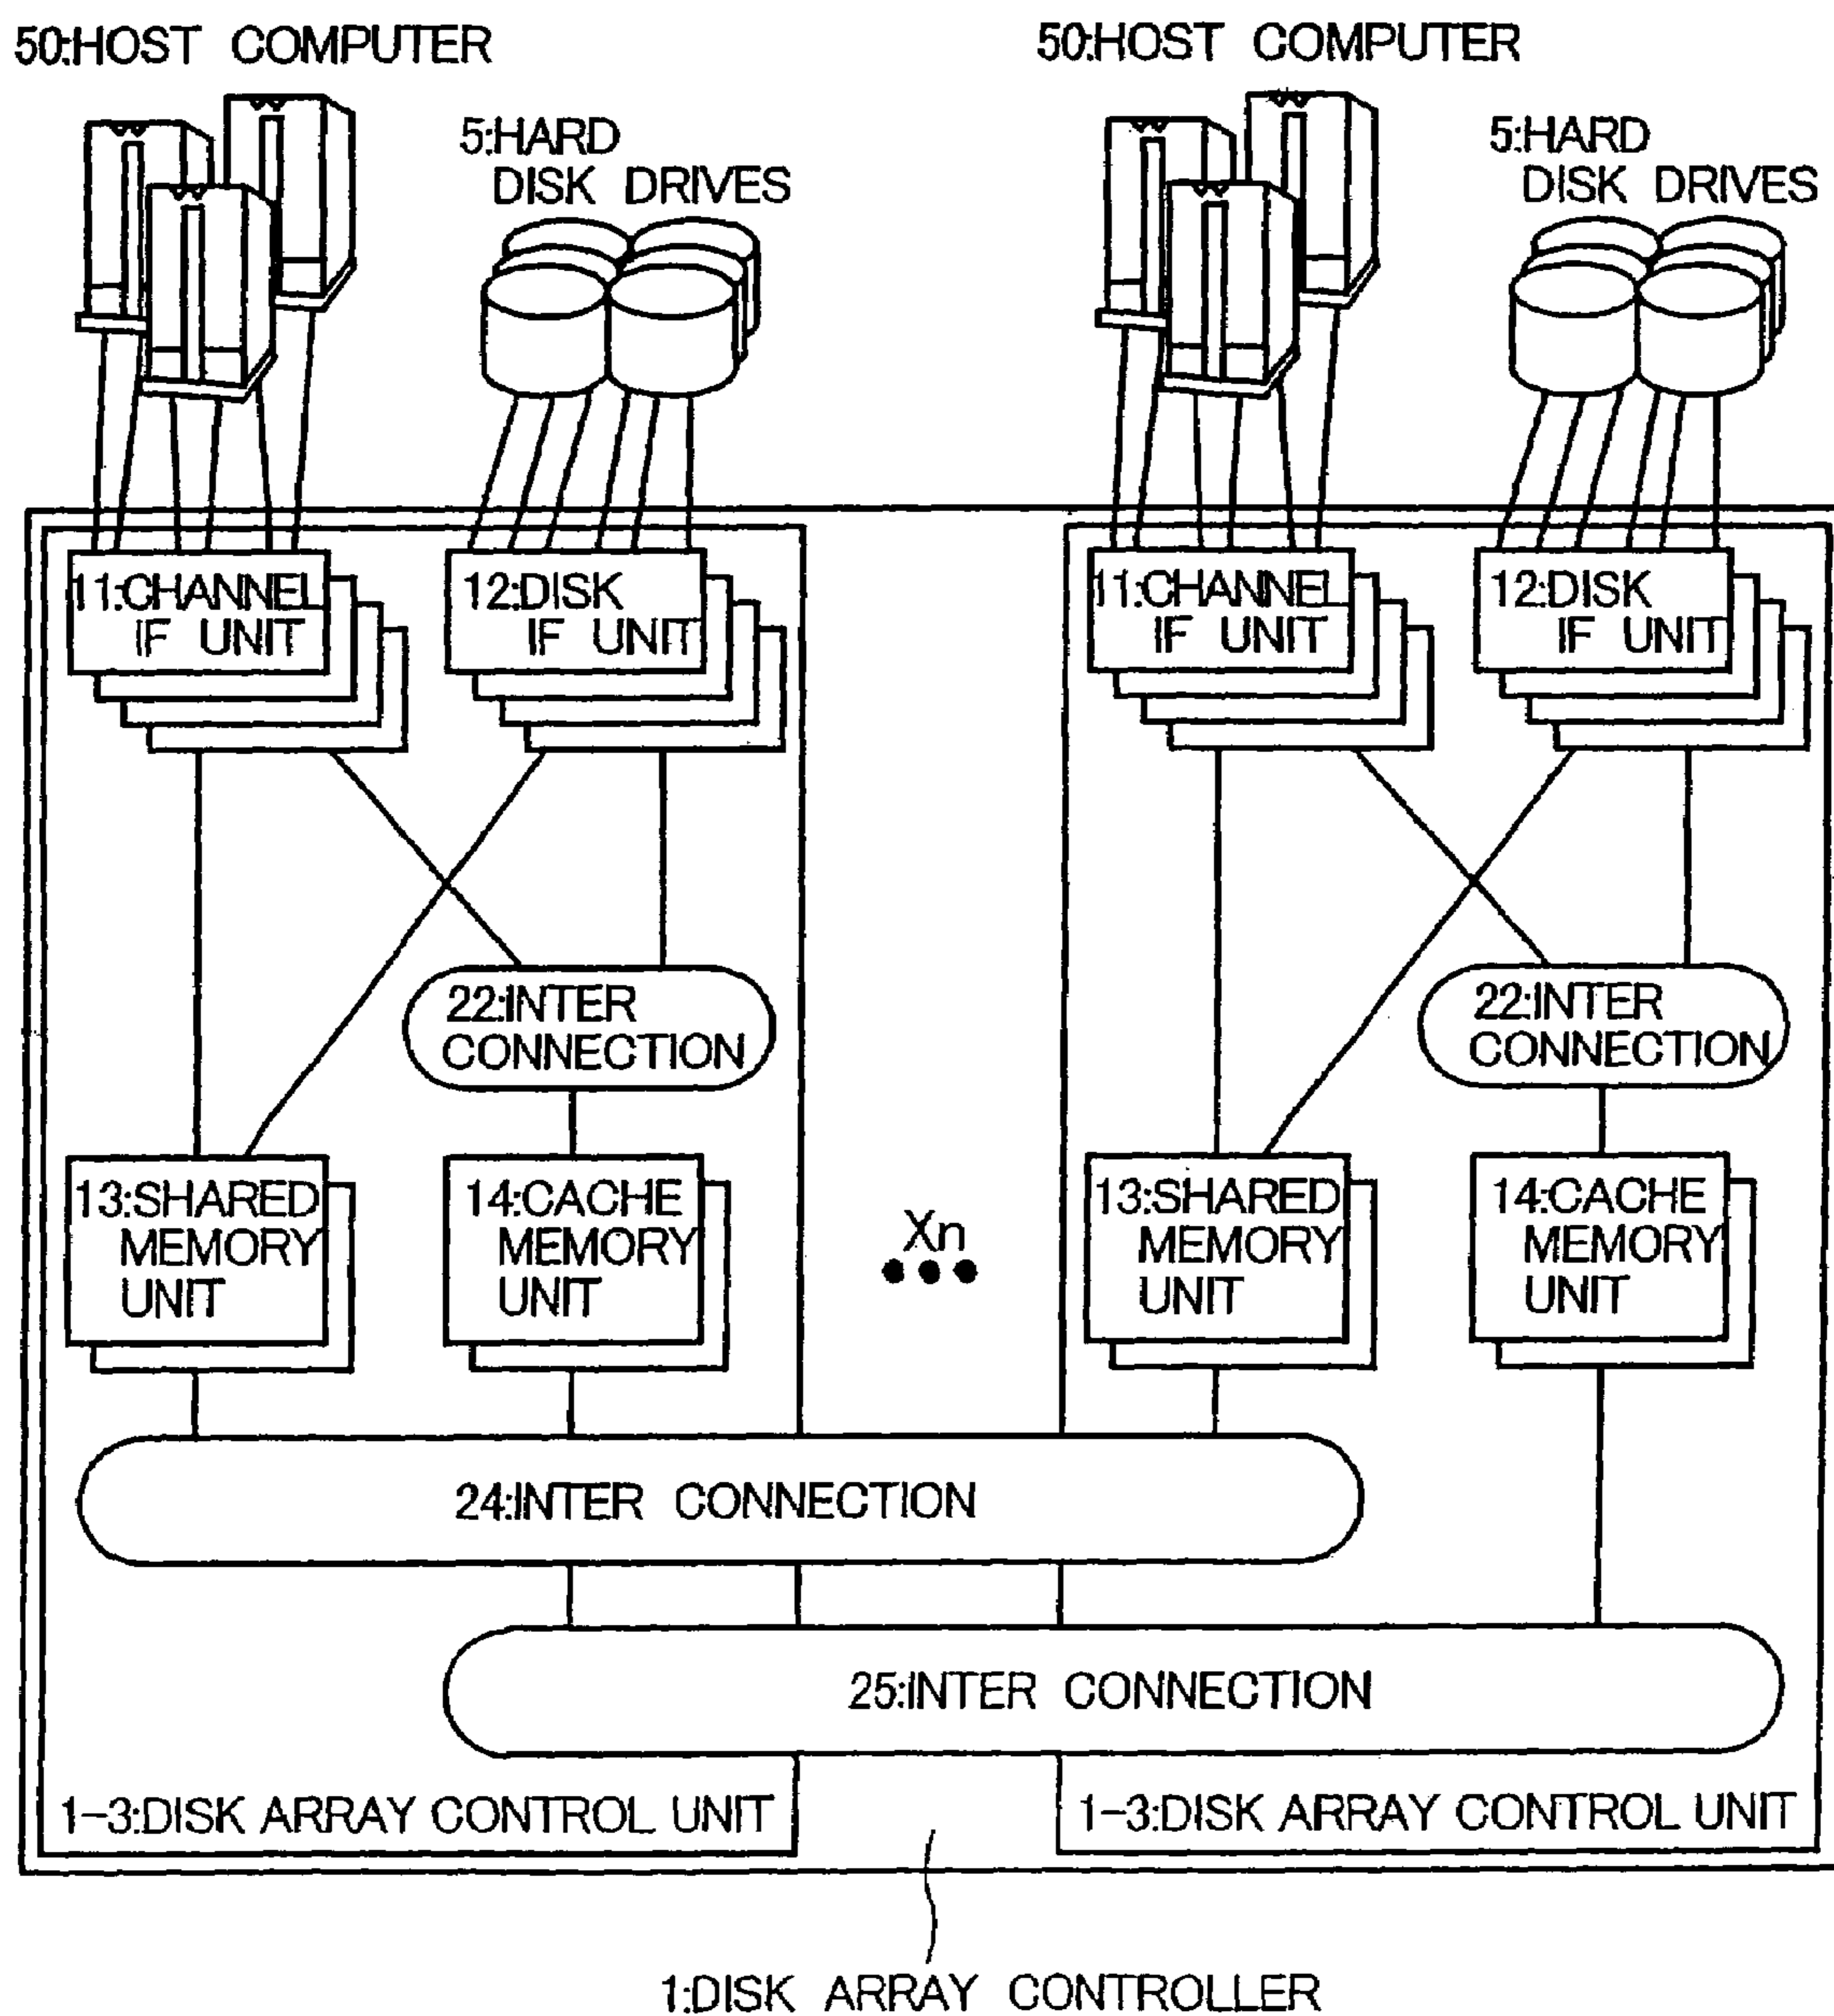 50:HOST COMPUTER
50:HOST COMPUTER
5:HARD
DISK DRIVES
5:HARD
DISK DRIVES
11:CHANNEL
IF UNIT
12:DISK
IF UNIT
11:CHANNEL
IF UNIT
12:DISK
IF UNIT
22:INTER
CONNECTION
22:INTER
CONNECTION
13:SHARED
MEMORY
UNIT
14:CACHE
MEMORY
UNIT
Xn
13:SHARED
MEMORY
UNIT
14:CACHE
MEMORY
UNIT
24:INTER CONNECTION
25:INTER CONNECTION
1-3:DISK ARRAY CONTROL UNIT
1-3:DISK ARRAY CONTROL UNIT
1:DISK ARRAY CONTROLLER